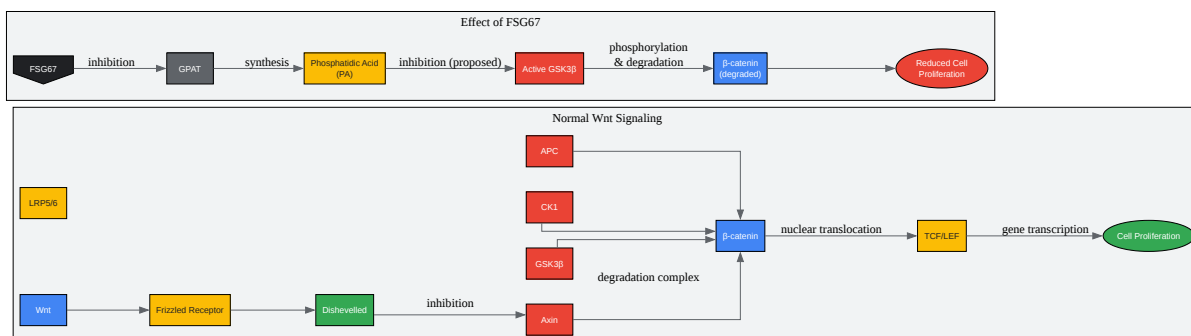 Effect of FSG67
FSG67
inhibition
GPAT
synthesis
Phosphatidic Acid
(PA)
inhibition (proposed)
Active GSK3β
phosphorylation
& degradation
β-catenin
(degraded)
Reduced Cell
Proliferation
Normal Wnt Signaling
APC
LRP5/6
CK1
β-catenin
nuclear translocation
TCF/LEF
gene transcription
Cell Proliferation
GSK3β
degradation complex
Wnt
Frizzled Receptor
Dishevelled
inhibition
Axin